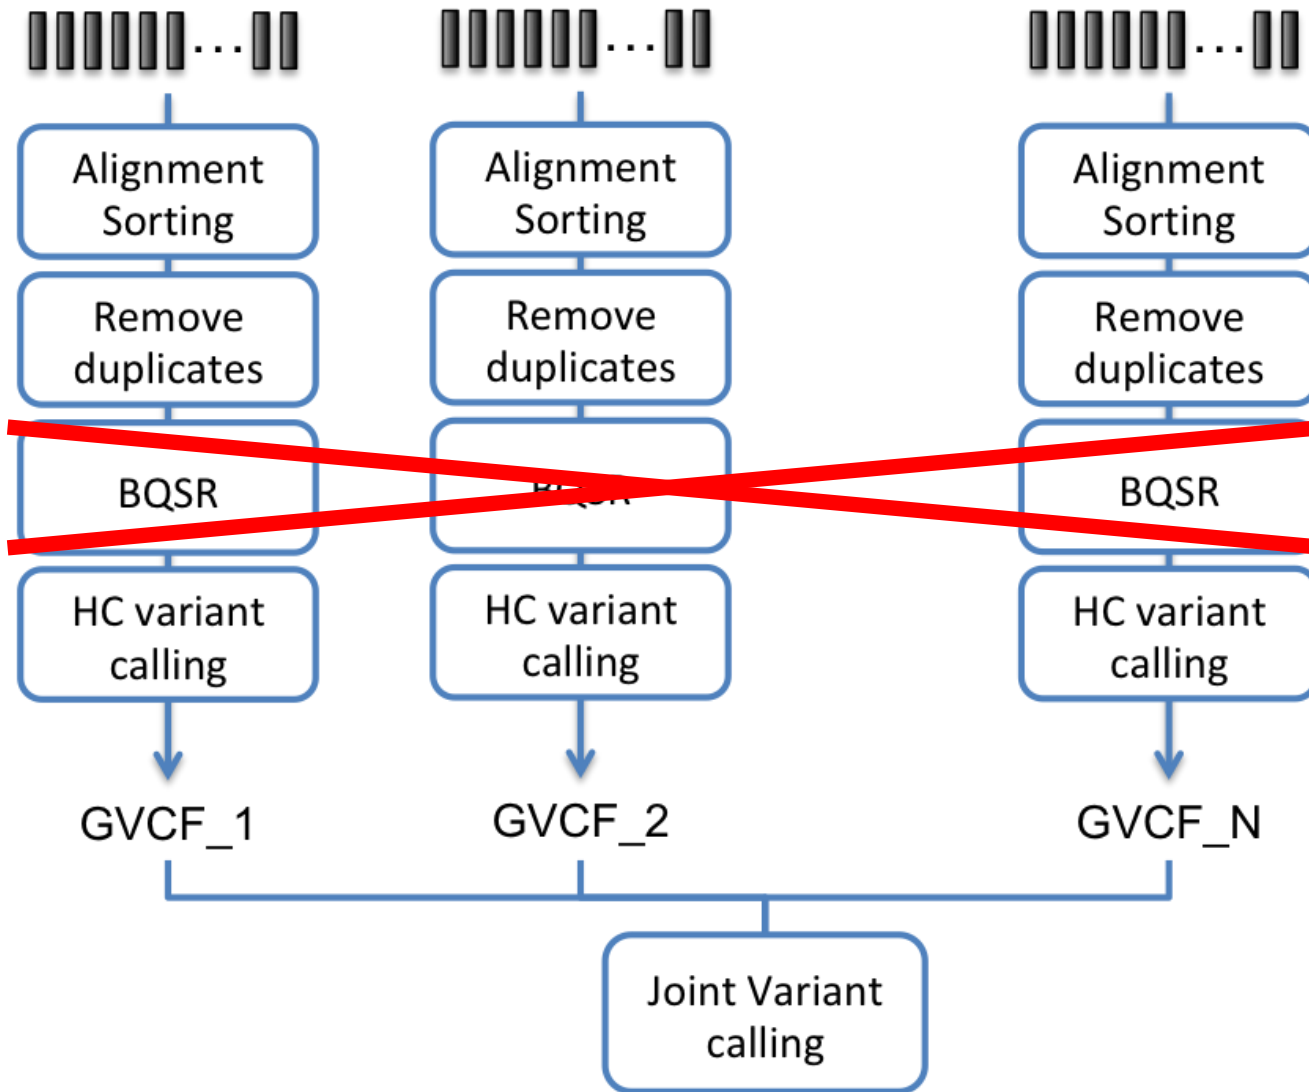 ... ... ...
Alignment
Sorting
Alignment
Sorting
Alignment
Sorting
Remove
duplicates
Remove
duplicates
Remove
duplicates
BQSR
BQSR
BQSR
HC variant
calling
HC variant
calling
HC variant
calling
GVCF_1
GVCF_2
GVCF_N
Joint Variant
calling